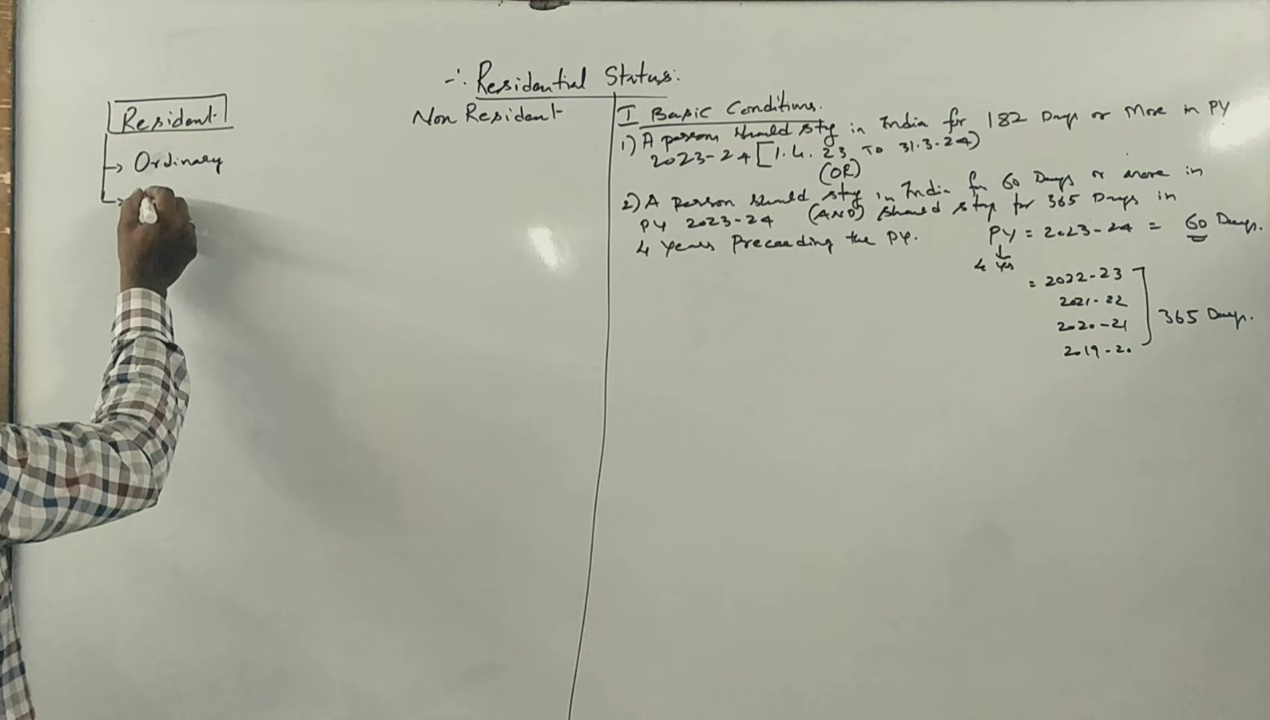 -: Residential Status:
Resident
→ Ordinary
Non Resident
I Basic Conditions.
1) A person should stay in India for 182 Days or More in PY
2023-24 [1.4.23 To 31.3.24)
(OR)
2) A person should stay in India for 60 Days or more in
PY 2023-24 (AND) should stay for 365 Days in
4 years Preceeding the PY.
PY = 2023-24 = 60 Days.
4 Yrs
= 2022-23
2021-22
2020-21
2019-20
365 Days.